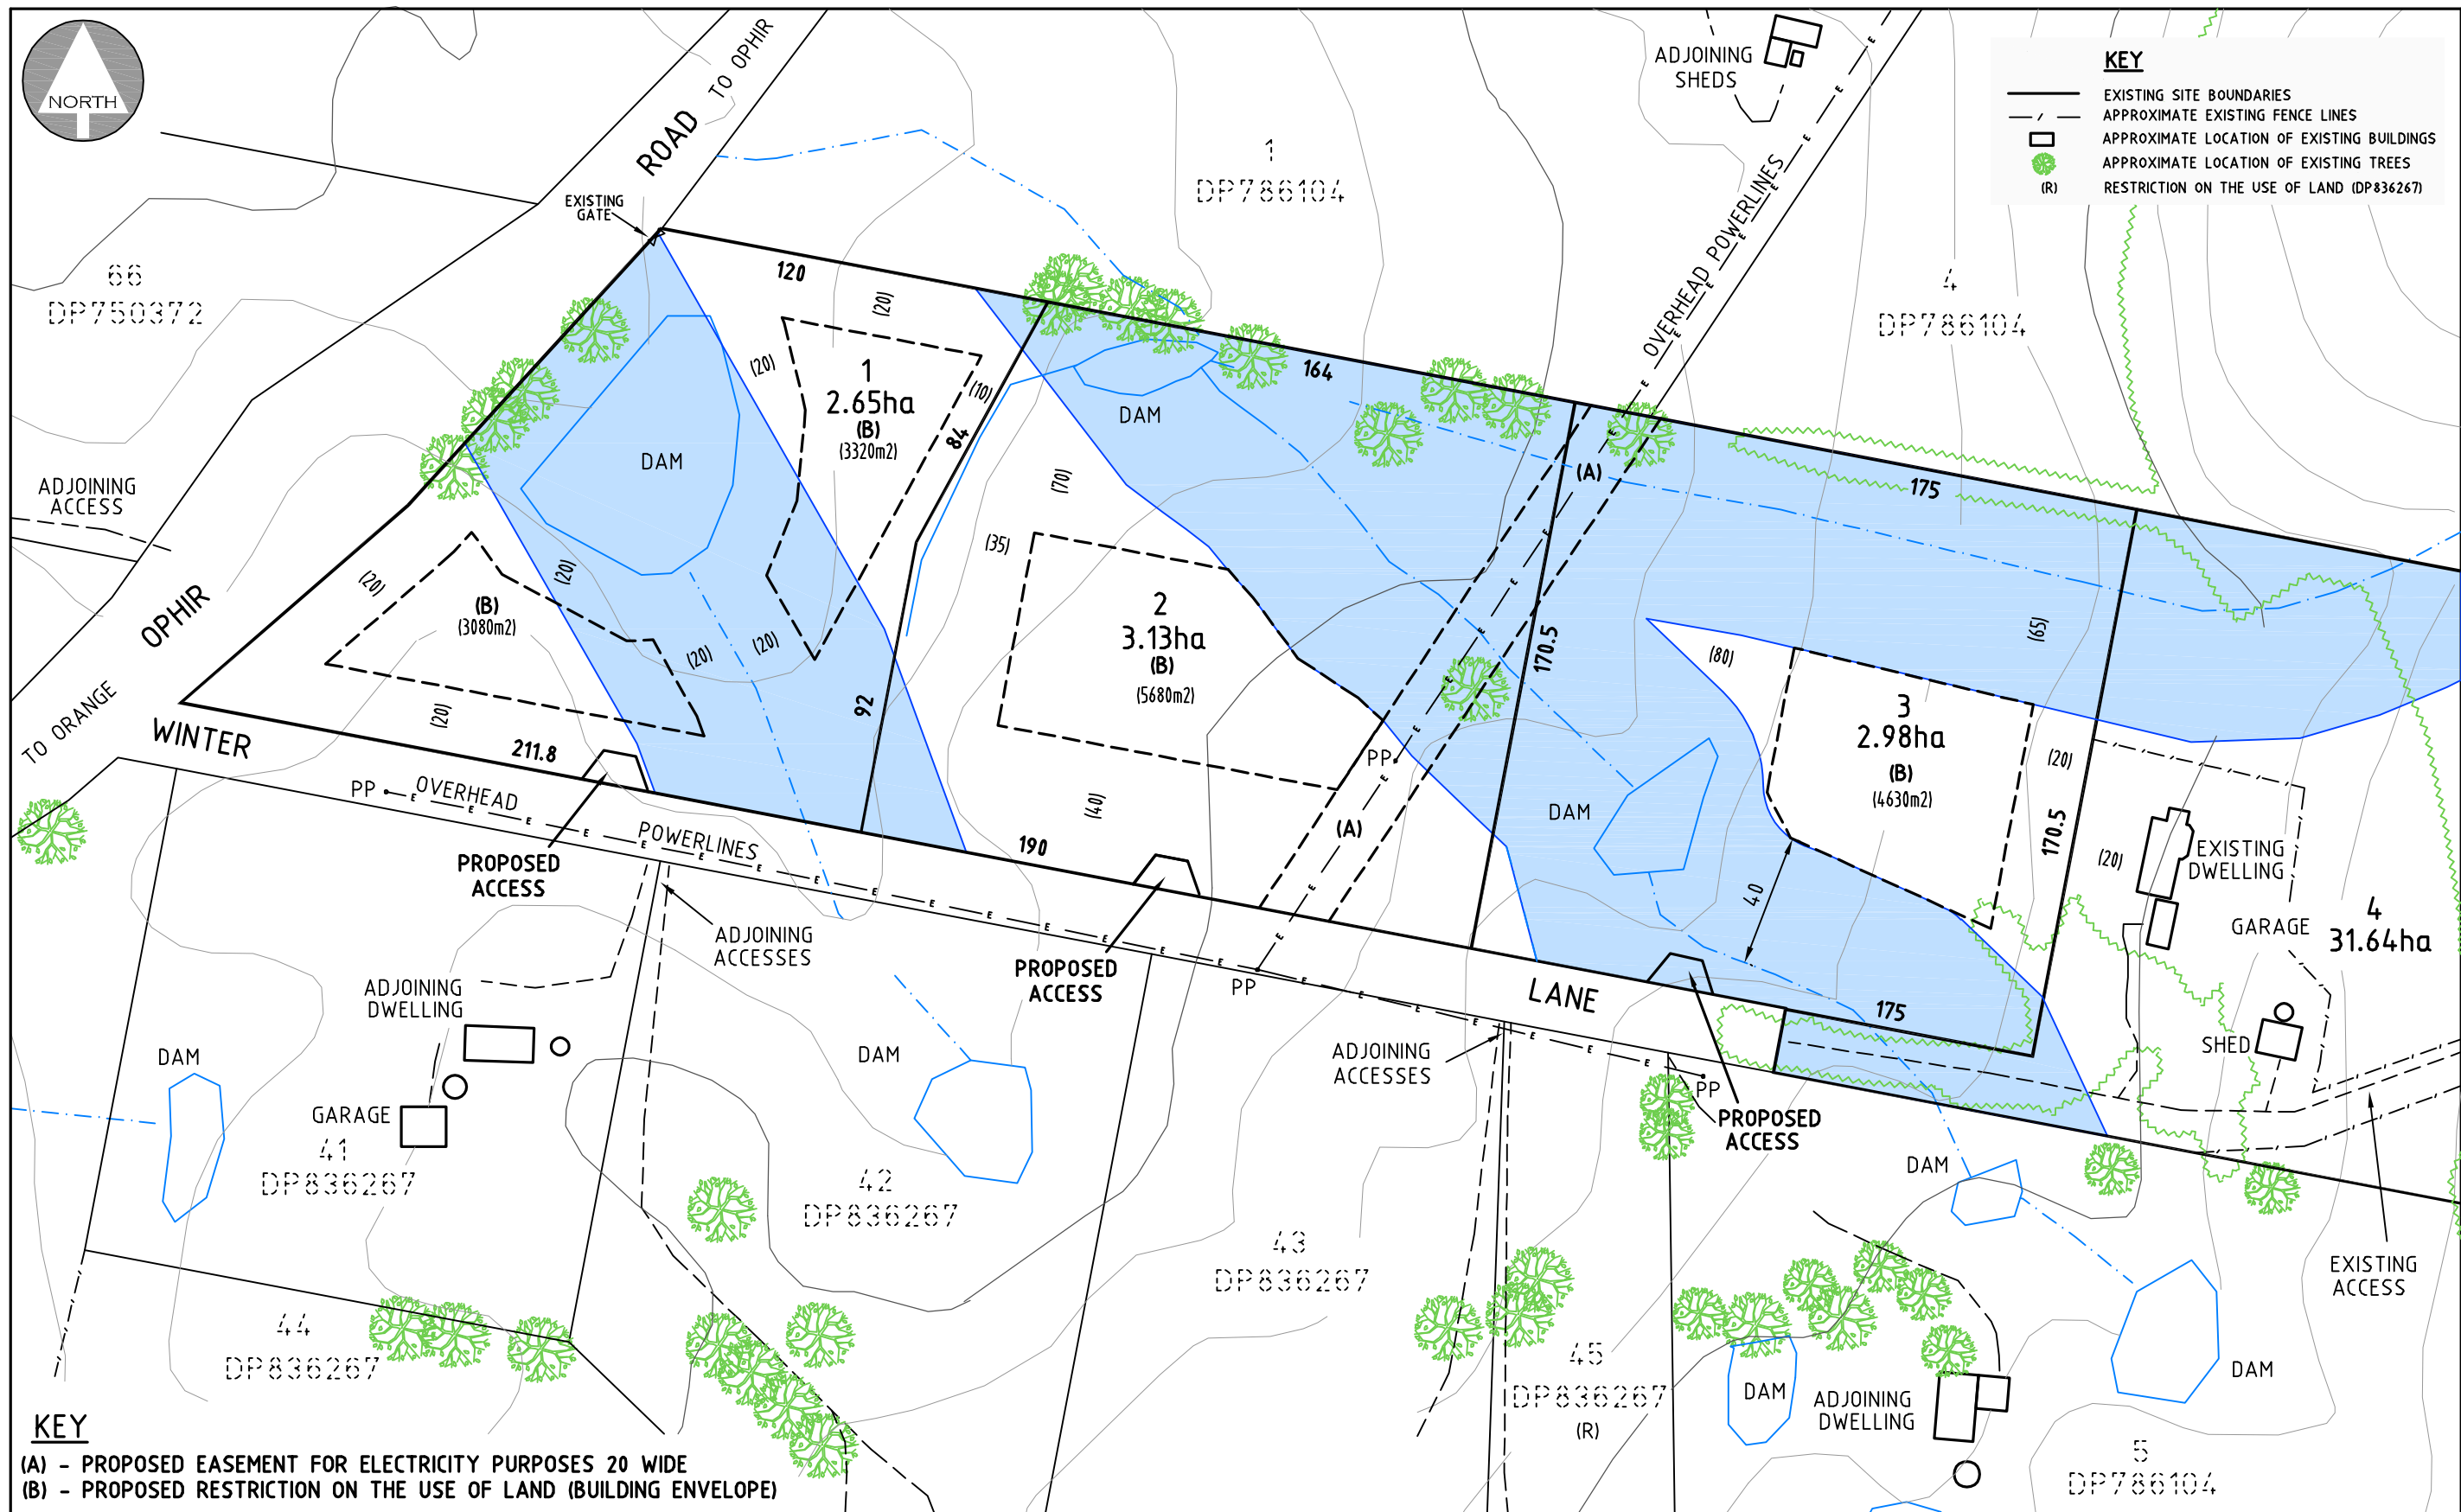 NORTH
ROAD
TO OPHIR
EXISTING
GATE
ADJOINING
SHEDS
KEY
EXISTING SITE BOUNDARIES
APPROXIMATE EXISTING FENCE LINES
APPROXIMATE LOCATION OF EXISTING BUILDINGS
APPROXIMATE LOCATION OF EXISTING TREES
(R) RESTRICTION ON THE USE OF LAND (DP836267)
1
DP786104
OVERHEAD POWERLINES
4
DP786104
66
DP750372
120
(20)
(20)
1
2.65ha
(B)
(3320m2)
(10)
84
DAM
DAM
164
(A)
175
ADJOINING
ACCESS
(70)
(35)
(20)
(20)
(B)
(3080m2)
(20)
(20)
(20)
OPHIR
TO ORANGE
WINTER
211.8
92
2
3.13ha
(B)
(5680m2)
170.5
(80)
(65)
3
2.98ha
(B)
(4630m2)
(20)
170.5
(20)
PP
OVERHEAD
POWERLINES
PROPOSED
ACCESS
190
(40)
PP
(A)
DAM
40
EXISTING
DWELLING
GARAGE
4
31.64ha
ADJOINING
ACCESSES
PROPOSED
ACCESS
PP
LANE
175
ADJOINING
DWELLING
DAM
DAM
GARAGE
41
DP836267
42
DP836267
ADJOINING
ACCESSES
PP
PROPOSED
ACCESS
SHED
DAM
43
DP836267
EXISTING
ACCESS
44
DP836267
45
DP836267
(R)
DAM
ADJOINING
DWELLING
DAM
5
DP786104
KEY
(A) - PROPOSED EASEMENT FOR ELECTRICITY PURPOSES 20 WIDE
(B) - PROPOSED RESTRICTION ON THE USE OF LAND (BUILDING ENVELOPE)